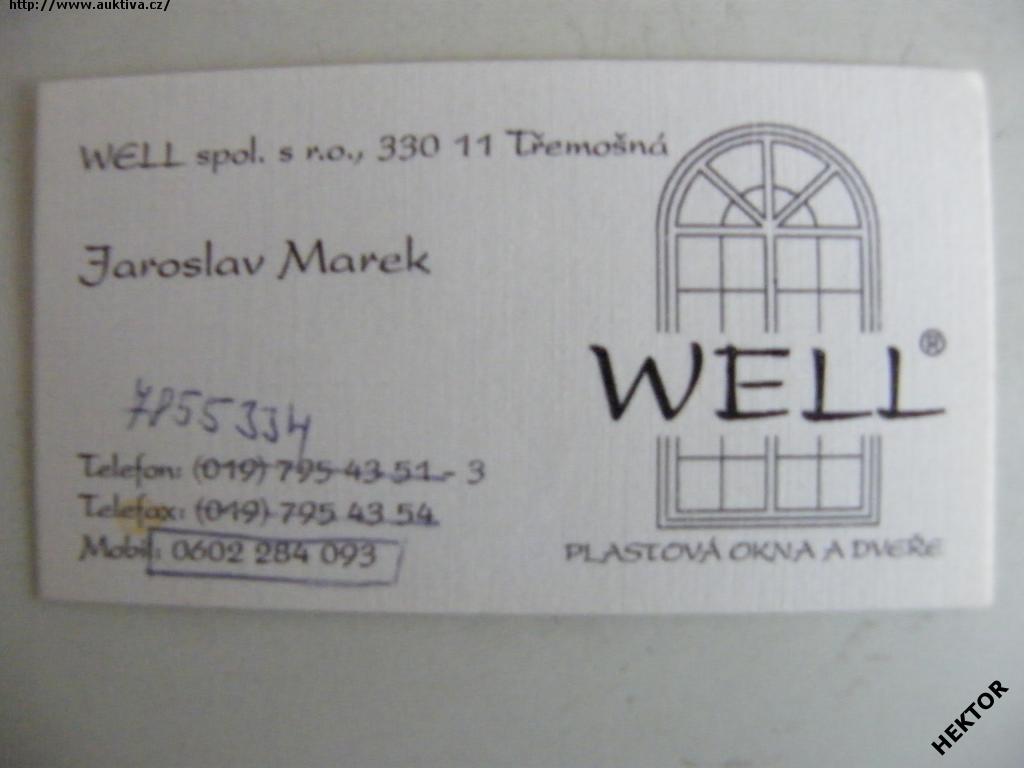 http://www.auktiva.cz/
WELL spol. s r.o., 330 11 Třemošná
Jaroslav Marek
WELL®
7855334
Telefon: (019) 795 43 51 - 3
Telefax: (019) 795 43 54
Mobil: 0602 284 093
PLASTOVÁ OKNA A DVEŘE
HEKTOR